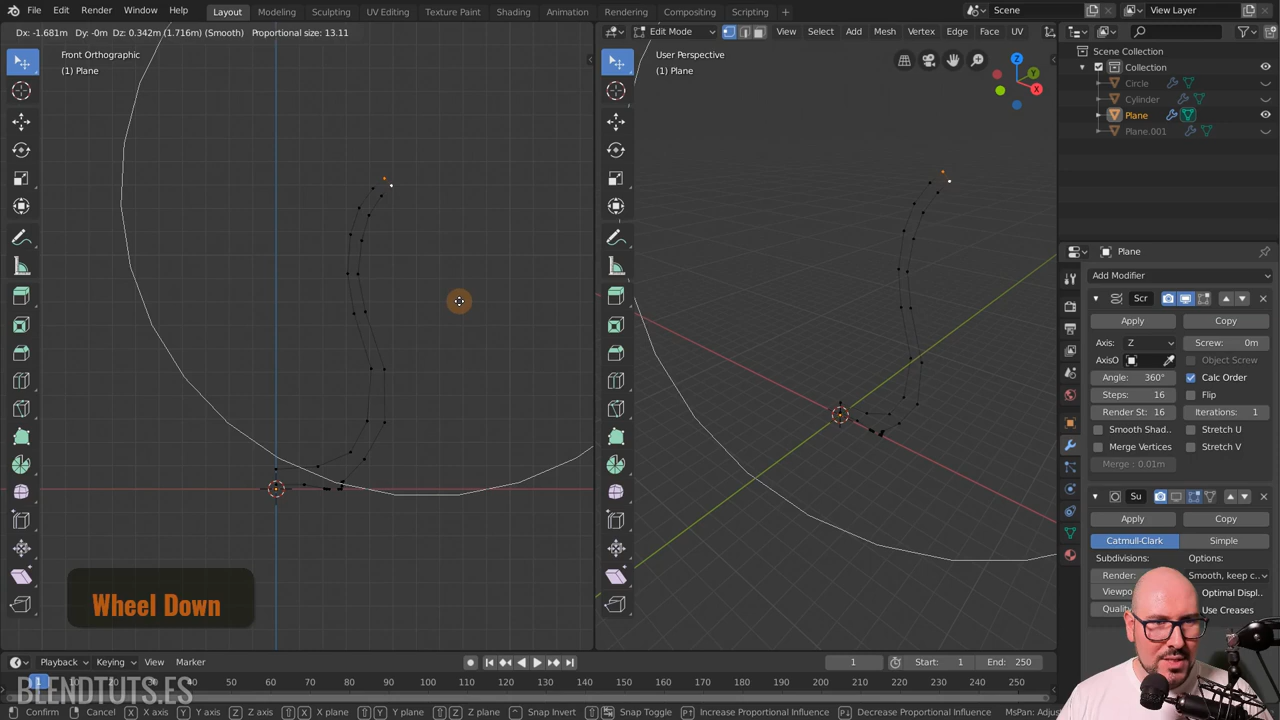 File Edit Render Window Help Layout Modeling Sculpting UV Editing Texture Paint Shading Animation Rendering Compositing Scripting Scene View Layer
1.681m Dy: -0m Dz: 0.342m (1.716m) (Smooth) Proportional size: 13.11
Edit Mode View Select Add Mesh Vertex Edge Face UV
Front Orthographic
(1) Plane
User Perspective
(1) Plane
X
Y
Z
Scene Collection
Collection
Circle
Cylinder
Plane
Plane.001
Plane
Add Modifier
Scr
Apply Copy
Axis: Z Screw: 0m
AxisO Object Screw
Angle: 360° Calc Order
Steps: 16 Flip
Render St: 16 Iterations: 1
Smooth Shad.. Stretch U
Merge Vertices Stretch V
Merge : 0.01m
Su
Apply Copy
Catmull-Clark Simple
Subdivisions: Options:
Render: Smooth, keep c..
Viewpo Optimal Displ..
Quality Use Creases
Wheel Down
Playback Keying View Marker 1 Start: 1 End: 250
1 60 70 80 90 100 110 120 130 140 150 160 170 180 190 200 210 220 230 240 250
BLENDTUTS.ES
Confirm Cancel X X axis Y Y axis Z Z axis X X plane Y Y plane Z Z plane Snap Invert Snap Toggle Increase Proportional Influence Decrease Proportional Influence MsPan: Adjus